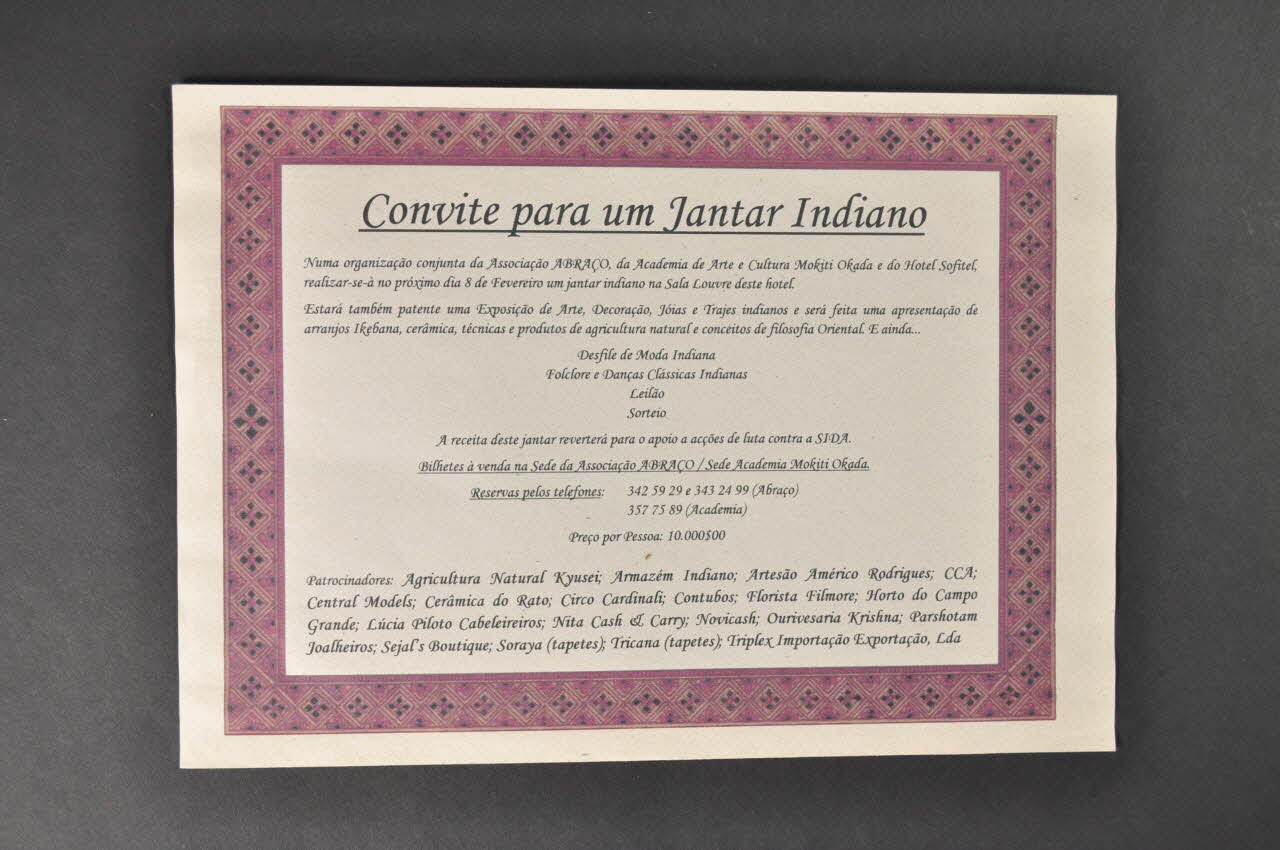 Convite para um Jantar Indiano
Numa organização conjunta da Associação ABRAÇO, da Academia de Arte e Cultura Mokiti Okada e do Hotel Sofitel,
realizar-se-à no próximo dia 8 de Fevereiro um jantar indiano na Sala Louvre deste hotel.
Estará também patente uma Exposição de Arte, Decoração, Jóias e Trajes indianos e será feita uma apresentação de
arranjos Ikebana, cerâmica, técnicas e produtos de agricultura natural e conceitos de filosofia Oriental. E ainda...
Desfile de Moda Indiana
Folclore e Danças Clássicas Indianas
Leilão
Sorteio
A receita deste jantar reverterá para o apoio a acções de luta contra a SIDA.
Bilhetes à venda na Sede da Associação ABRAÇO / Sede Academia Mokiti Okada.
Reservas pelos telefones: 342 59 29 e 343 24 99 (Abraço)
357 75 89 (Academia)
Preço por Pessoa: 10.000$00
Patrocinadores: Agricultura Natural Kyusei; Armazém Indiano; Artesão Américo Rodrigues; CCA;
Central Models; Cerâmica do Rato; Circo Cardinali; Contubos; Florista Filmore; Horto do Campo
Grande; Lúcia Piloto Cabeleireiros; Nita Cash & Carry; Novicash; Ourivesaria Krishna; Parshotam
Joalheiros; Sejal's Boutique; Soraya (tapetes); Tricana (tapetes); Triplex Importação Exportação, Lda